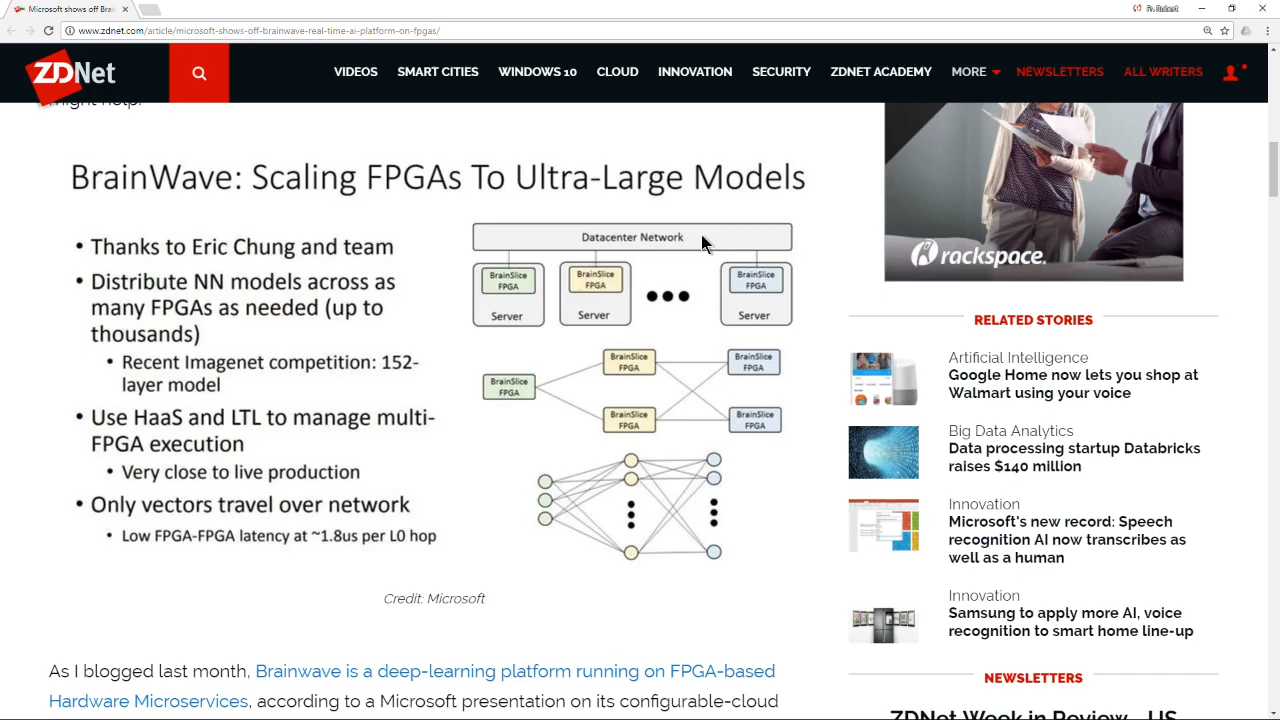 Microsoft shows off Brai
Fr. Robert
www.zdnet.com/article/microsoft-shows-off-brainwave-real-time-ai-platform-on-fpgas/
ZDNet
VIDEOS SMART CITIES WINDOWS 10 CLOUD INNOVATION SECURITY ZDNET ACADEMY MORE NEWSLETTERS ALL WRITERS
might help.
BrainWave: Scaling FPGAs To Ultra-Large Models
• Thanks to Eric Chung and team
• Distribute NN models across as
many FPGAs as needed (up to
thousands)
• Recent Imagenet competition: 152-
layer model
• Use HaaS and LTL to manage multi-
FPGA execution
• Very close to live production
• Only vectors travel over network
• Low FPGA-FPGA latency at ~1.8us per L0 hop
Datacenter Network
BrainSlice FPGA
Server
BrainSlice FPGA
Server
BrainSlice FPGA
Server
BrainSlice FPGA
BrainSlice FPGA
BrainSlice FPGA
BrainSlice FPGA
BrainSlice FPGA
Credit: Microsoft
As I blogged last month, Brainwave is a deep-learning platform running on FPGA-based
Hardware Microservices, according to a Microsoft presentation on its configurable-cloud
rackspace.
RELATED STORIES
Artificial Intelligence
Google Home now lets you shop at
Walmart using your voice
Big Data Analytics
Data processing startup Databricks
raises $140 million
Innovation
Microsoft's new record: Speech
recognition AI now transcribes as
well as a human
Innovation
Samsung to apply more AI, voice
recognition to smart home line-up
NEWSLETTERS
ZDNet Week in Review - US